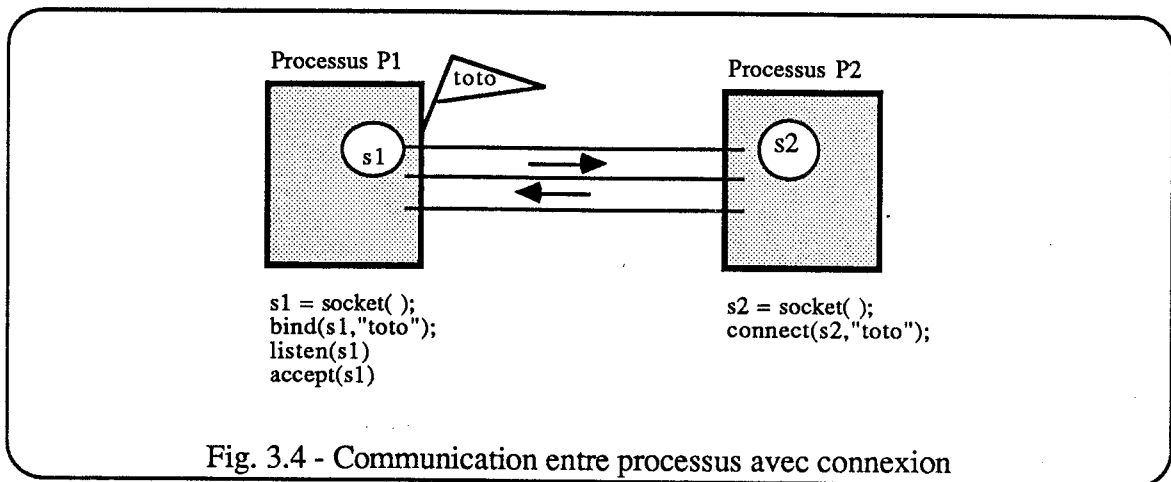 Processus P1
toto
Processus P2
s1
s2
s1 = socket( );
bind(s1,"toto");
listen(s1)
accept(s1)
s2 = socket( );
connect(s2,"toto");
Fig. 3.4 - Communication entre processus avec connexion